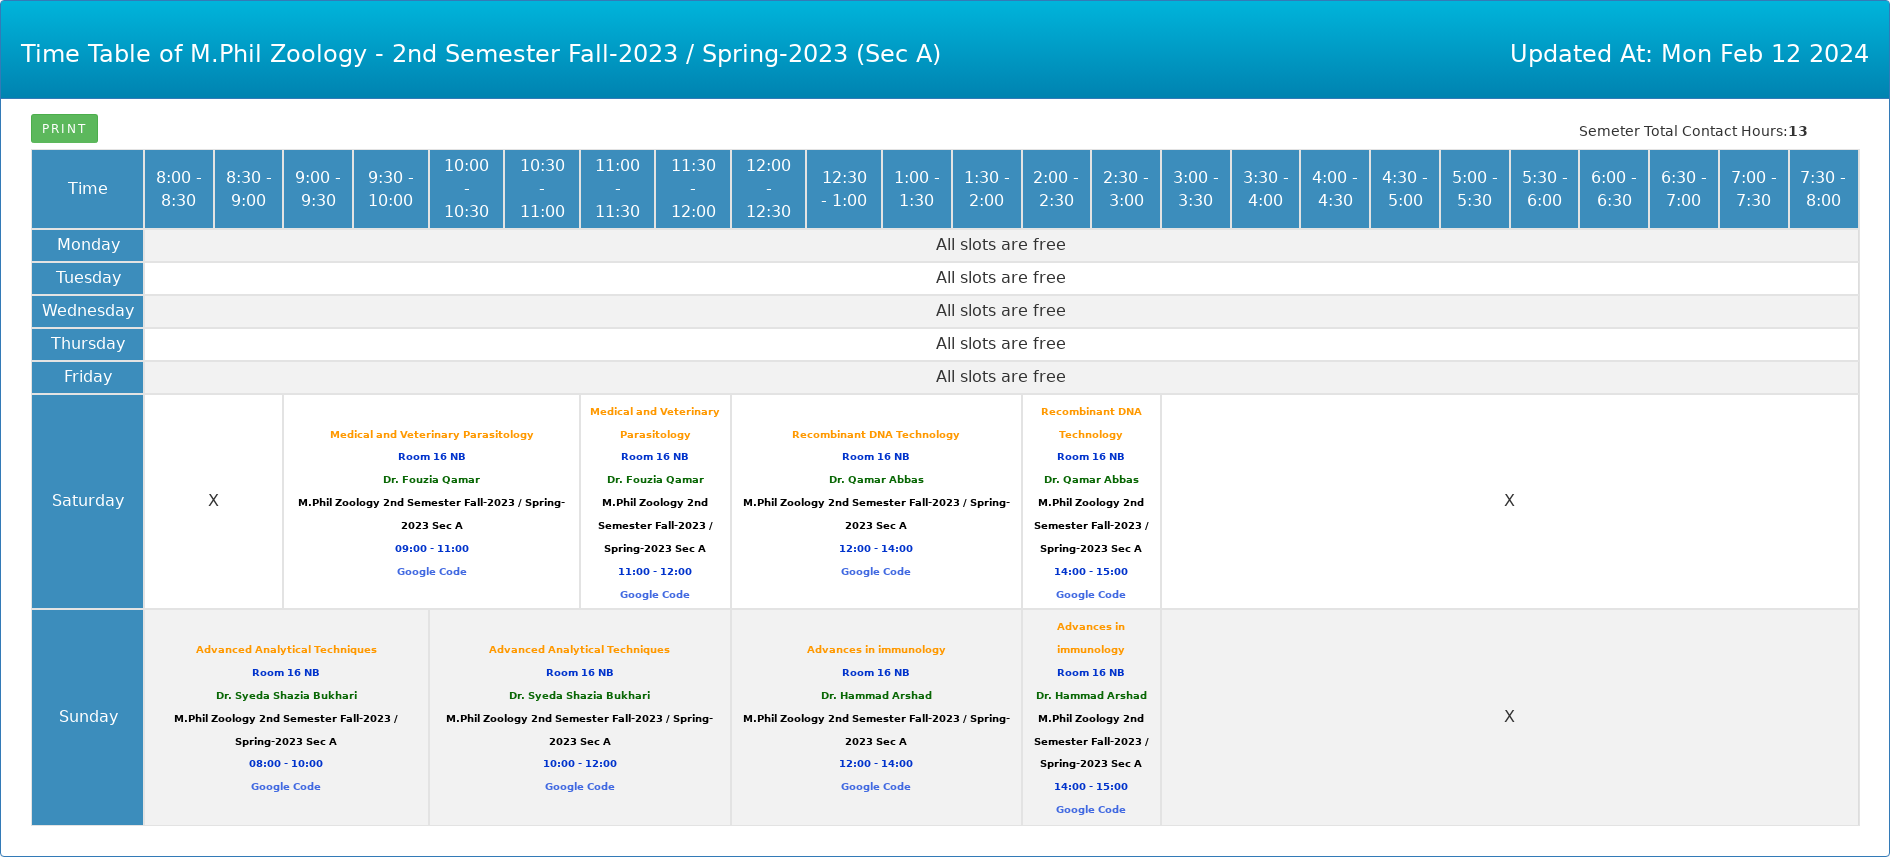 Time Table of M.Phil Zoology - 2nd Semester Fall-2023 / Spring-2023 (Sec A)
Updated At: Mon Feb 12 2024
PRINT
Semeter Total Contact Hours:13
Time
8:00 -
8:30
8:30 -
9:00
9:00 -
9:30
9:30 -
10:00
10:00
-
10:30
10:30
-
11:00
11:00
-
11:30
11:30
-
12:00
12:00
-
12:30
12:30
- 1:00
1:00 -
1:30
1:30 -
2:00
2:00 -
2:30
2:30 -
3:00
3:00 -
3:30
3:30 -
4:00
4:00 -
4:30
4:30 -
5:00
5:00 -
5:30
5:30 -
6:00
6:00 -
6:30
6:30 -
7:00
7:00 -
7:30
7:30 -
8:00
Monday
All slots are free
Tuesday
All slots are free
Wednesday
All slots are free
Thursday
All slots are free
Friday
All slots are free
Saturday
X
Medical and Veterinary Parasitology
Room 16 NB
Dr. Fouzia Qamar
M.Phil Zoology 2nd Semester Fall-2023 / Spring-
2023 Sec A
09:00 - 11:00
Google Code
Medical and Veterinary
Parasitology
Room 16 NB
Dr. Fouzia Qamar
M.Phil Zoology 2nd
Semester Fall-2023 /
Spring-2023 Sec A
11:00 - 12:00
Google Code
Recombinant DNA Technology
Room 16 NB
Dr. Qamar Abbas
M.Phil Zoology 2nd Semester Fall-2023 / Spring-
2023 Sec A
12:00 - 14:00
Google Code
Recombinant DNA
Technology
Room 16 NB
Dr. Qamar Abbas
M.Phil Zoology 2nd
Semester Fall-2023 /
Spring-2023 Sec A
14:00 - 15:00
Google Code
X
Sunday
Advanced Analytical Techniques
Room 16 NB
Dr. Syeda Shazia Bukhari
M.Phil Zoology 2nd Semester Fall-2023 /
Spring-2023 Sec A
08:00 - 10:00
Google Code
Advanced Analytical Techniques
Room 16 NB
Dr. Syeda Shazia Bukhari
M.Phil Zoology 2nd Semester Fall-2023 / Spring-
2023 Sec A
10:00 - 12:00
Google Code
Advances in immunology
Room 16 NB
Dr. Hammad Arshad
M.Phil Zoology 2nd Semester Fall-2023 / Spring-
2023 Sec A
12:00 - 14:00
Google Code
Advances in
immunology
Room 16 NB
Dr. Hammad Arshad
M.Phil Zoology 2nd
Semester Fall-2023 /
Spring-2023 Sec A
14:00 - 15:00
Google Code
X